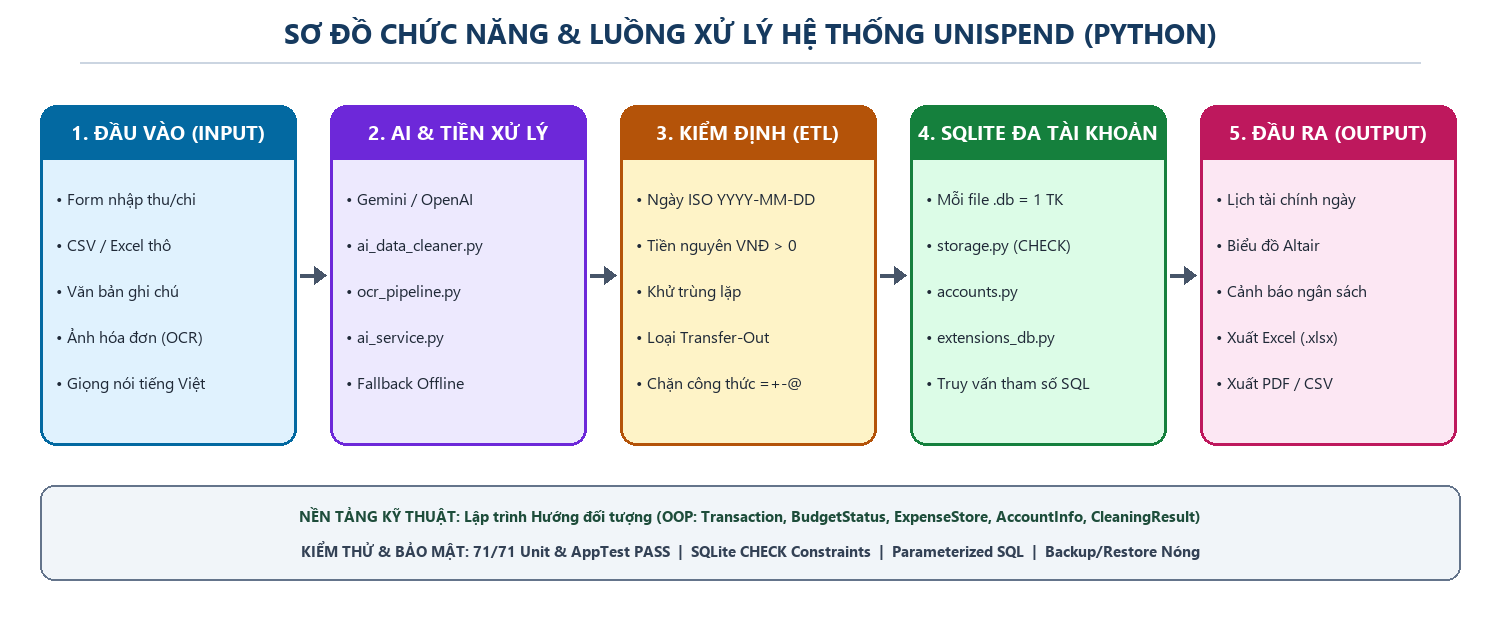 SƠ ĐỒ CHỨC NĂNG & LUỒNG XỬ LÝ HỆ THỐNG UNISPEND (PYTHON)
1. ĐẦU VÀO (INPUT)
• Form nhập thu/chi
• CSV / Excel thô
• Văn bản ghi chú
• Ảnh hóa đơn (OCR)
• Giọng nói tiếng Việt
2. AI & TIỀN XỬ LÝ
• Gemini / OpenAI
• ai_data_cleaner.py
• ocr_pipeline.py
• ai_service.py
• Fallback Offline
3. KIỂM ĐỊNH (ETL)
• Ngày ISO YYYY-MM-DD
• Tiền nguyên VNĐ > 0
• Khử trùng lặp
• Loại Transfer-Out
• Chặn công thức =+-@
4. SQLITE ĐA TÀI KHOẢN
• Mỗi file .db = 1 TK
• storage.py (CHECK)
• accounts.py
• extensions_db.py
• Truy vấn tham số SQL
5. ĐẦU RA (OUTPUT)
• Lịch tài chính ngày
• Biểu đồ Altair
• Cảnh báo ngân sách
• Xuất Excel (.xlsx)
• Xuất PDF / CSV
NỀN TẢNG KỸ THUẬT: Lập trình Hướng đối tượng (OOP: Transaction, BudgetStatus, ExpenseStore, AccountInfo, CleaningResult)
KIỂM THỬ & BẢO MẬT: 71/71 Unit & AppTest PASS | SQLite CHECK Constraints | Parameterized SQL | Backup/Restore Nóng